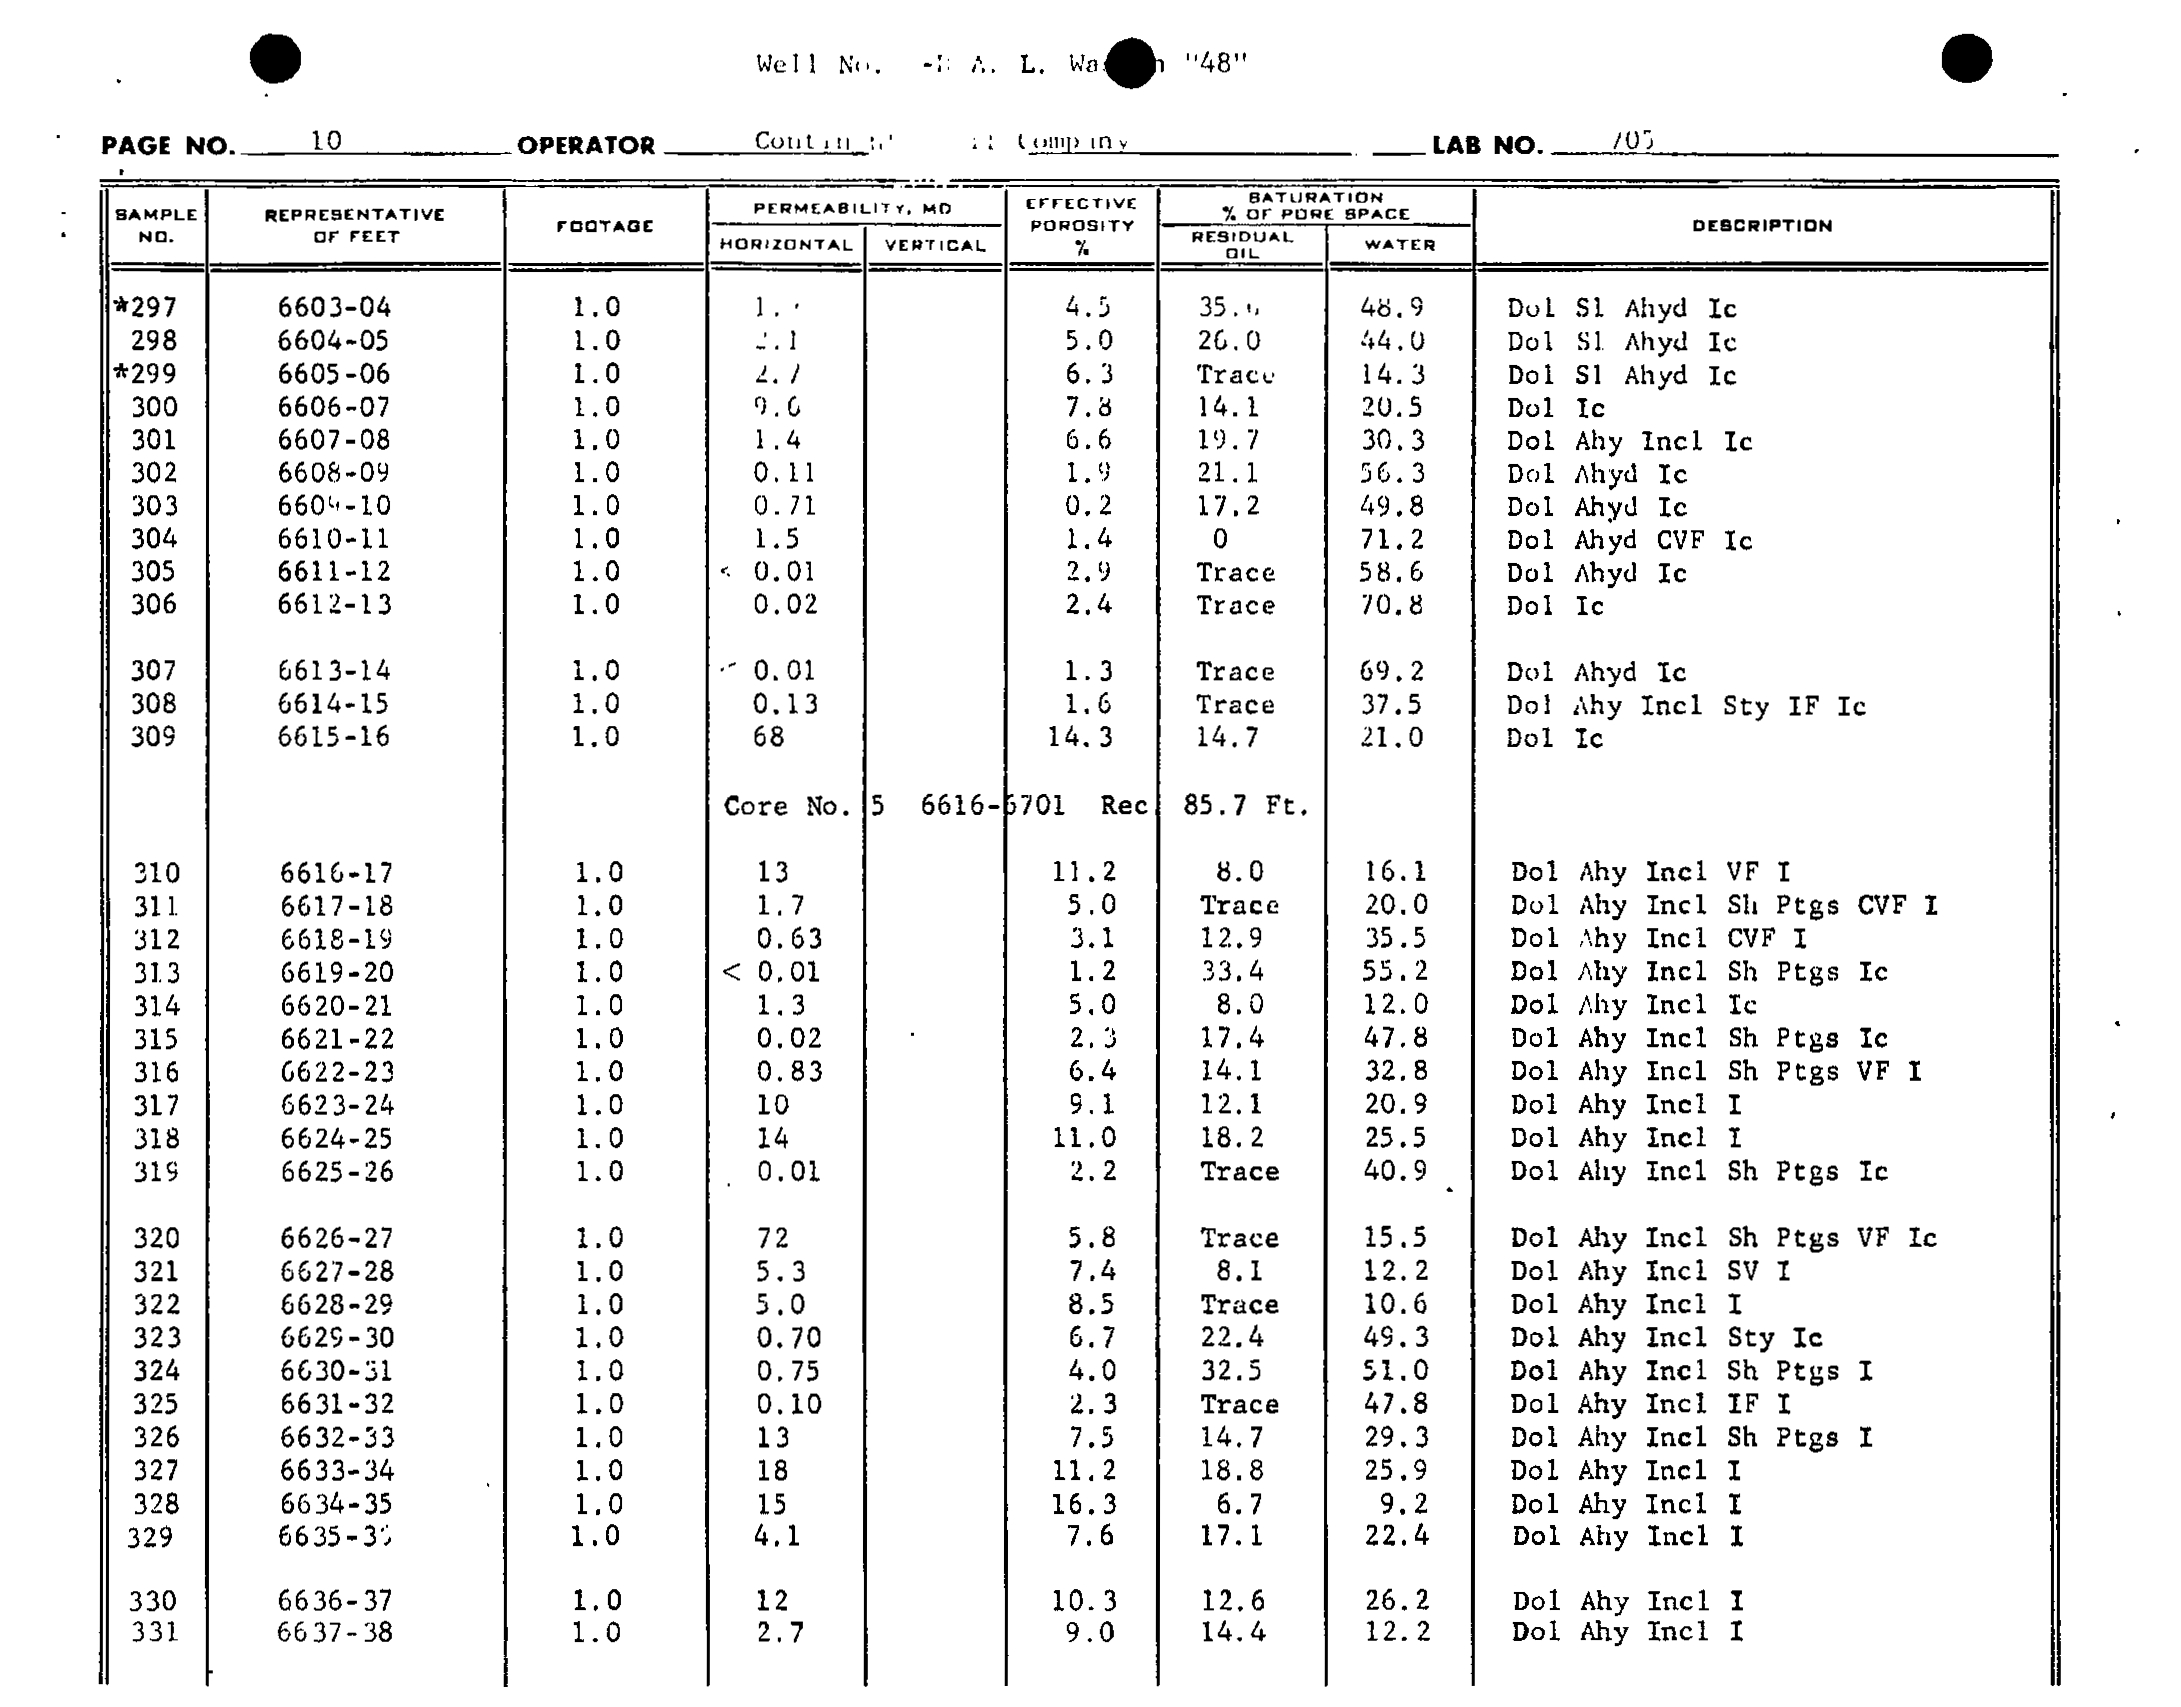 Well No. A. L. "48"
PAGE NO. 10 OPERATOR Company LAB NO. 705
SAMPLE NO. REPRESENTATIVE OF FEET FOOTAGE PERMEABILITY, MD HORIZONTAL VERTICAL EFFECTIVE POROSITY % SATURATION % OF PORE SPACE RESIDUAL OIL WATER DESCRIPTION
*297 6603-04 1.0 4.5 48.9 Dol Sl Ahyd Ic
298 6604-05 1.0 5.0 26.0 44.0 Dol Sl Ahyd Ic
*299 6605-06 1.0 2.7 6.3 Trace 14.3 Dol Sl Ahyd Ic
300 6606-07 1.0 9.6 7.8 14.1 20.5 Dol Ic
301 6607-08 1.0 1.4 6.6 19.7 30.3 Dol Ahy Incl Ic
302 6608-09 1.0 0.11 1.9 21.1 56.3 Dol Ahyd Ic
303 6609-10 1.0 0.71 0.2 17.2 49.8 Dol Ahyd Ic
304 6610-11 1.0 1.5 1.4 0 71.2 Dol Ahyd CVF Ic
305 6611-12 1.0 < 0.01 2.9 Trace 58.6 Dol Ahyd Ic
306 6612-13 1.0 0.02 2.4 Trace 70.8 Dol Ic
307 6613-14 1.0 0.01 1.3 Trace 69.2 Dol Ahyd Ic
308 6614-15 1.0 0.13 1.6 Trace 37.5 Dol Ahy Incl Sty IF Ic
309 6615-16 1.0 68 14.3 14.7 21.0 Dol Ic
Core No. 5 6616-6701 Rec 85.7 Ft.
310 6616-17 1.0 13 11.2 8.0 16.1 Dol Ahy Incl VF I
311 6617-18 1.0 1.7 5.0 Trace 20.0 Dol Ahy Incl Sh Ptgs CVF I
312 6618-19 1.0 0.63 3.1 12.9 35.5 Dol Ahy Incl CVF I
313 6619-20 1.0 < 0.01 1.2 33.4 55.2 Dol Ahy Incl Sh Ptgs Ic
314 6620-21 1.0 1.3 5.0 8.0 12.0 Dol Ahy Incl Ic
315 6621-22 1.0 0.02 2.3 17.4 47.8 Dol Ahy Incl Sh Ptgs Ic
316 6622-23 1.0 0.83 6.4 14.1 32.8 Dol Ahy Incl Sh Ptgs VF I
317 6623-24 1.0 10 9.1 12.1 20.9 Dol Ahy Incl I
318 6624-25 1.0 14 11.0 18.2 25.5 Dol Ahy Incl I
319 6625-26 1.0 0.01 2.2 Trace 40.9 Dol Ahy Incl Sh Ptgs Ic
320 6626-27 1.0 72 5.8 Trace 15.5 Dol Ahy Incl Sh Ptgs VF Ic
321 6627-28 1.0 5.3 7.4 8.1 12.2 Dol Ahy Incl SV I
322 6628-29 1.0 5.0 8.5 Trace 10.6 Dol Ahy Incl I
323 6629-30 1.0 0.70 6.7 22.4 49.3 Dol Ahy Incl Sty Ic
324 6630-31 1.0 0.75 4.0 32.5 51.0 Dol Ahy Incl Sh Ptgs I
325 6631-32 1.0 0.10 2.3 Trace 47.8 Dol Ahy Incl IF I
326 6632-33 1.0 13 7.5 14.7 29.3 Dol Ahy Incl Sh Ptgs I
327 6633-34 1.0 18 11.2 18.8 25.9 Dol Ahy Incl I
328 6634-35 1.0 15 16.3 6.7 9.2 Dol Ahy Incl I
329 6635-36 1.0 4.1 7.6 17.1 22.4 Dol Ahy Incl I
330 6636-37 1.0 12 10.3 12.6 26.2 Dol Ahy Incl I
331 6637-38 1.0 2.7 9.0 14.4 12.2 Dol Ahy Incl I